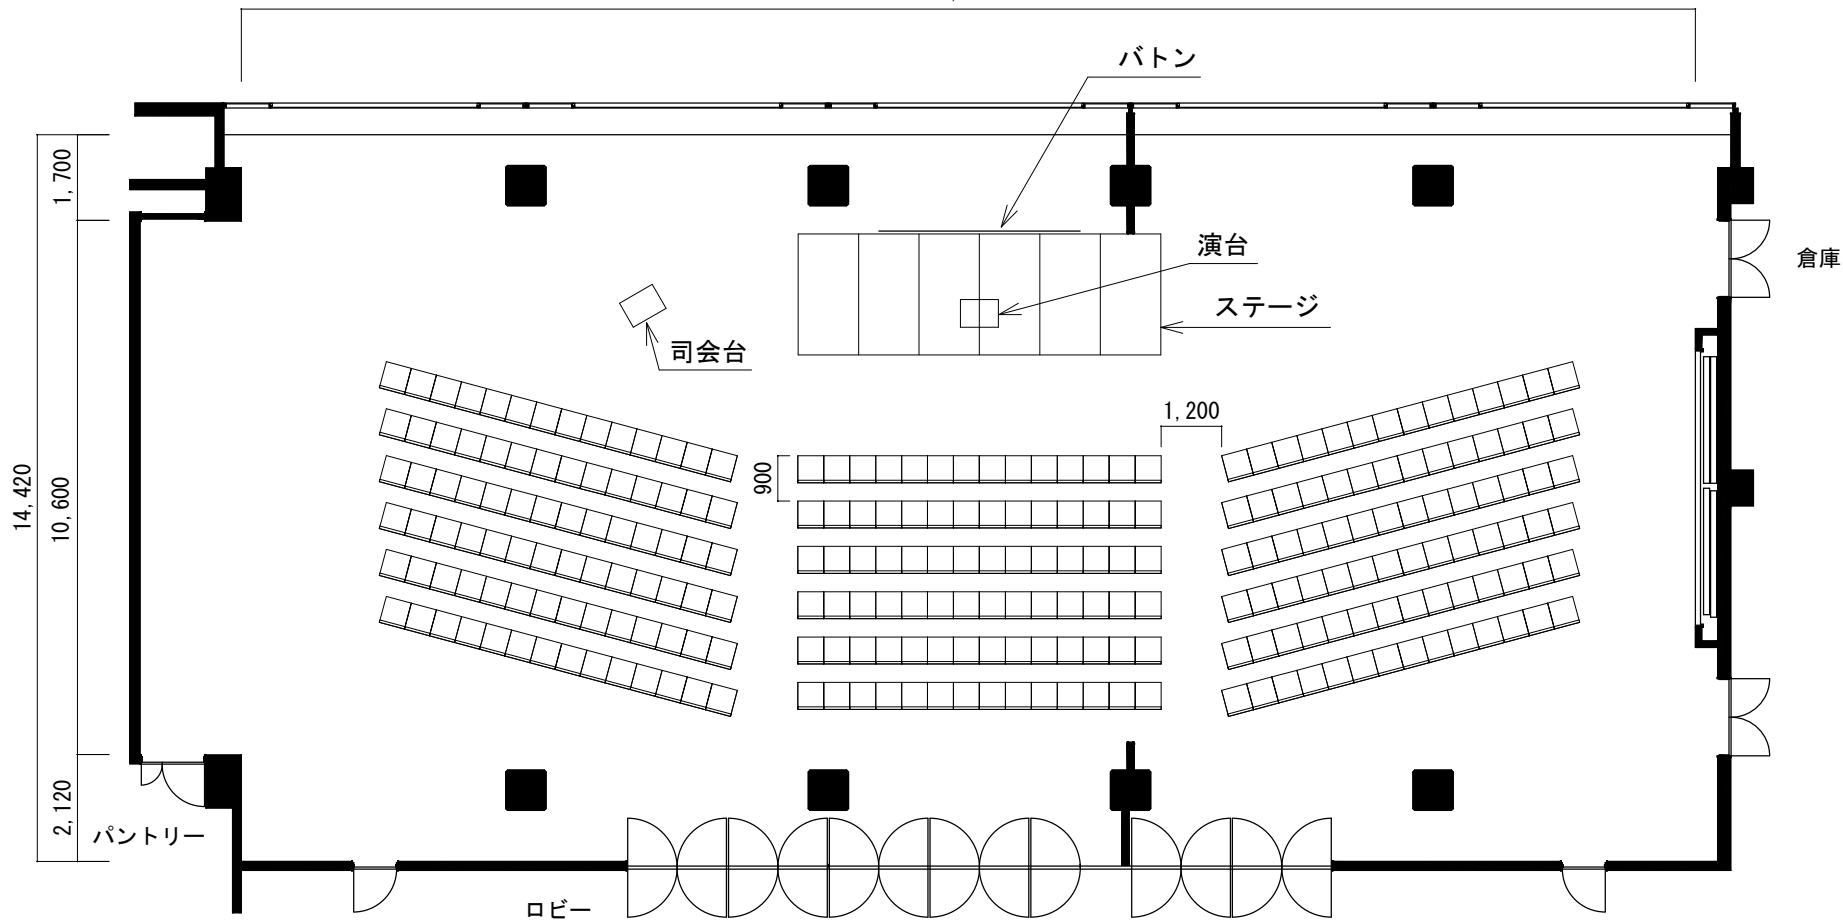 バトン
1,700
演台
倉庫
ステージ
司会台
1,200
900
14,420
10,600
2,120
パントリー
ロビー